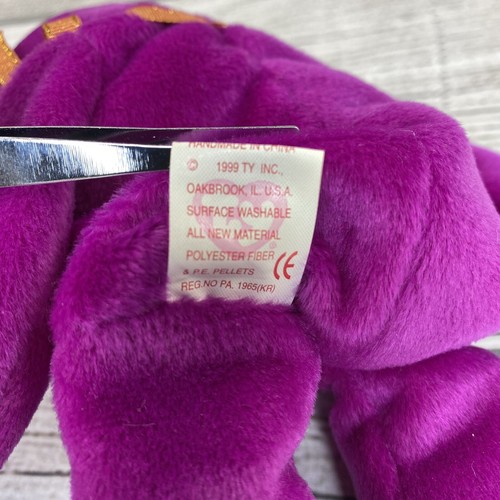 HANDMADE IN CHINA
© 1999 TY INC.,
OAKBROOK, IL. U.S.A.
SURFACE WASHABLE
ALL NEW MATERIAL
POLYESTER FIBER
& P.E. PELLETS CE
REG.NO PA. 1965(KR)